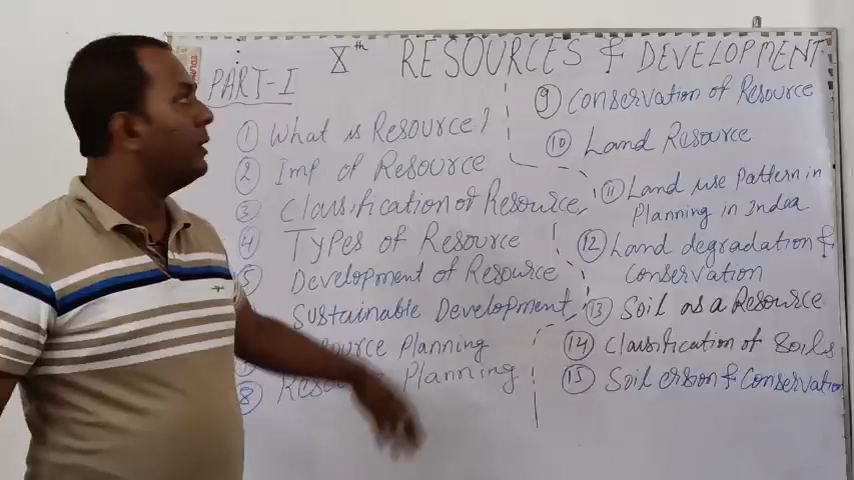 PART-I
Xth RESOURCES & DEVELOPMENT
① What is Resource?
② Imp of Resource
③ Classification of Resource,
④ Types of Resource
⑤ Development of Resource
Sustainable Development
Planning
⑧ Planning
⑨ Conservation of Resource
⑩ Land Resource
⑪ Land use Pattern in
Planning in India
⑫ Land degradation &
conservation
⑬ Soil as a Resource
⑭ Classification of Soils
⑮ Soil & Conservation